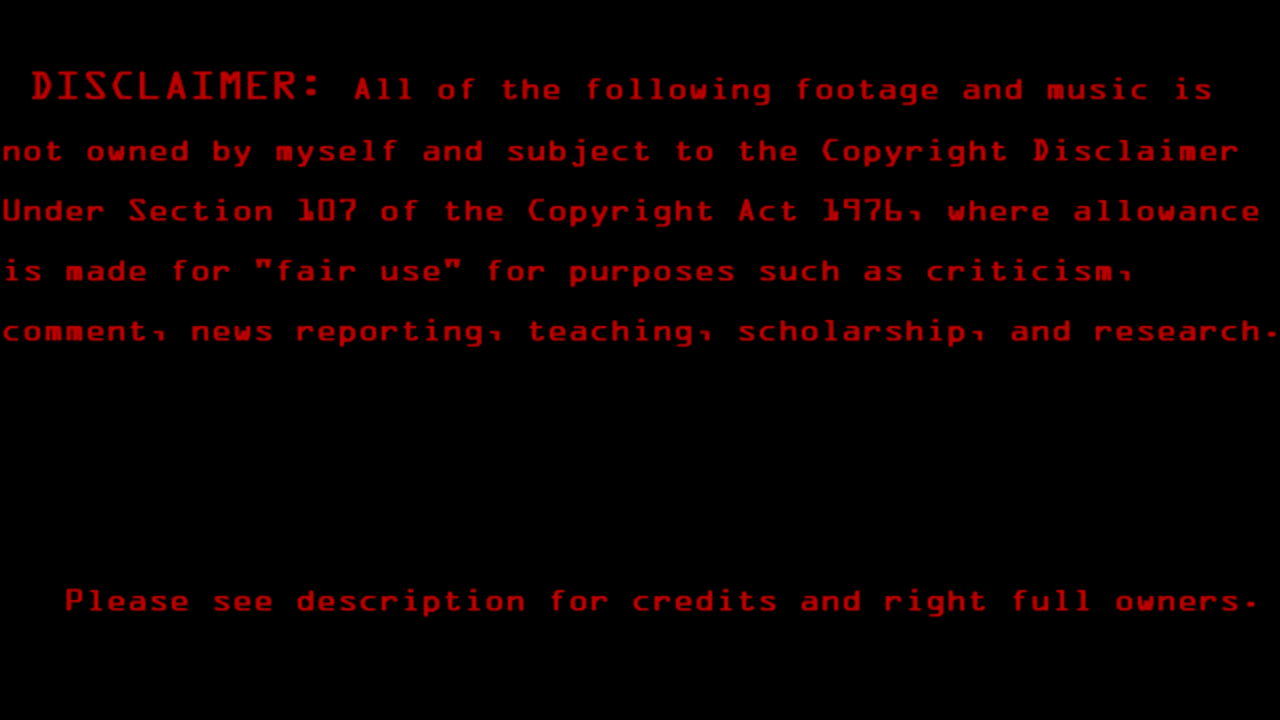 DISCLAIMER: All of the following footage and music is
not owned by myself and subject to the Copyright Disclaimer
Under Section 107 of the Copyright Act 1976, where allowance
is made for "fair use" for purposes such as criticism,
comment, news reporting, teaching, scholarship, and research.
Please see description for credits and right full owners.